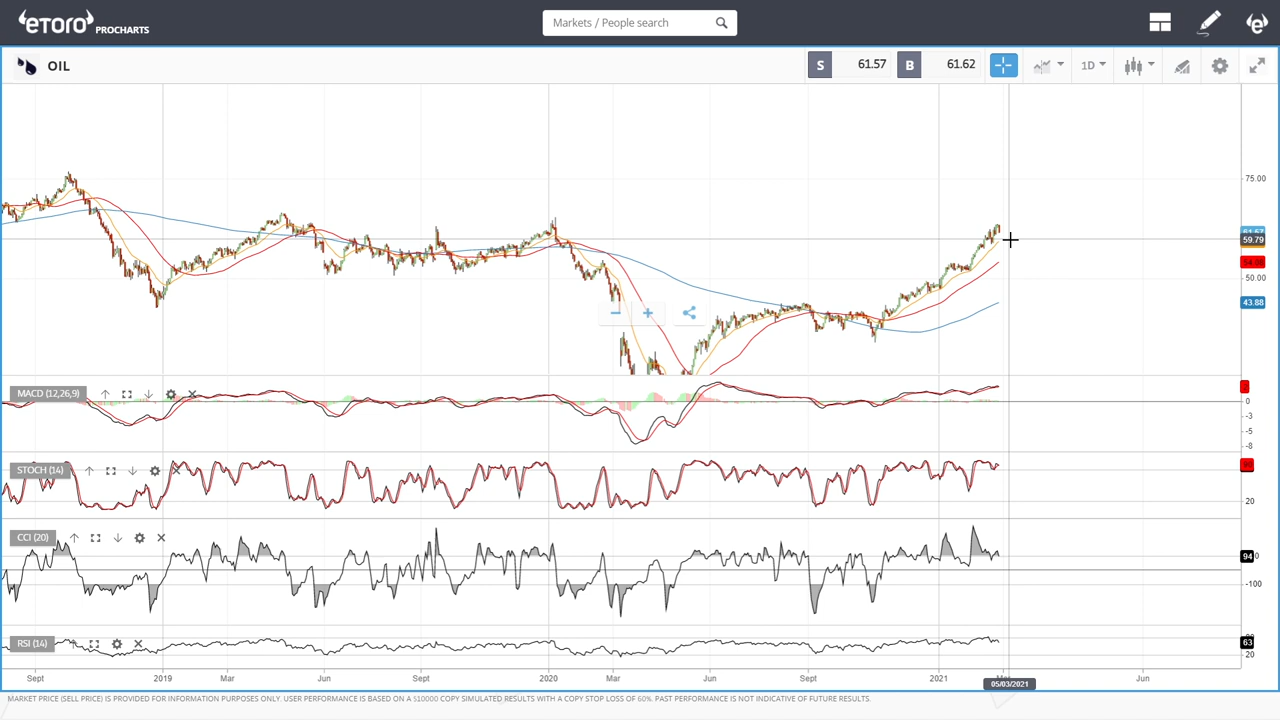 eToro PROCHARTS
Markets / People search
OIL
S 61.57 B 61.62
1D
75.00
61.57
59.79
50.00
43.88
MACD (12,26,9)
0
-3
-5
-8
STOCH (14)
20
CCI (20)
94
-100
RSI (14)
63
20
Sept 2019 Mar Jun Sept 2020 Mar Jun Sept 2021 Jun
05/03/2021
MARKET PRICE (SELL PRICE) IS PROVIDED FOR INFORMATION PURPOSES ONLY. USER PERFORMANCE IS BASED ON A $10000 COPY SIMULATED RESULTS WITH A COPY STOP LOSS OF 60%. PAST PERFORMANCE IS NOT INDICATIVE OF FUTURE RESULTS.